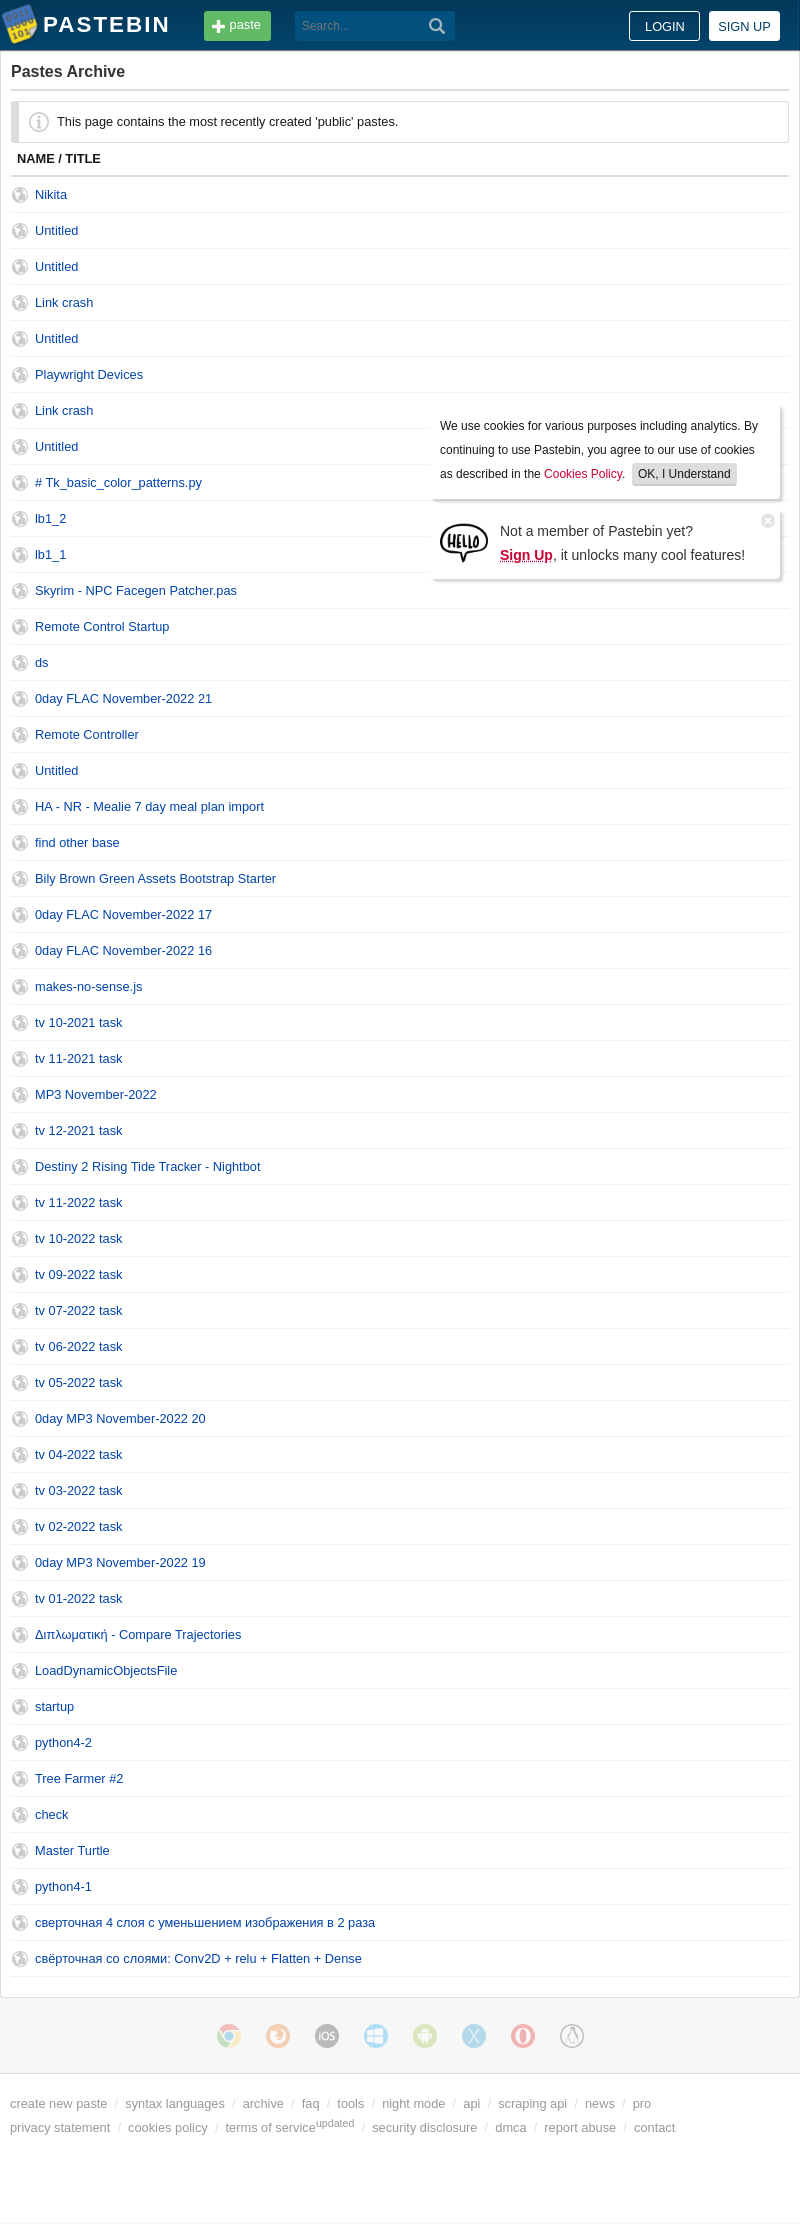 PASTEBIN
paste
Search...
LOGIN
SIGN UP
Pastes Archive
This page contains the most recently created 'public' pastes.
NAME / TITLE
Nikita
Untitled
Untitled
Link crash
Untitled
Playwright Devices
Link crash
Untitled
# Tk_basic_color_patterns.py
lb1_2
lb1_1
Skyrim - NPC Facegen Patcher.pas
Remote Control Startup
ds
0day FLAC November-2022 21
Remote Controller
Untitled
HA - NR - Mealie 7 day meal plan import
find other base
Bily Brown Green Assets Bootstrap Starter
0day FLAC November-2022 17
0day FLAC November-2022 16
makes-no-sense.js
tv 10-2021 task
tv 11-2021 task
MP3 November-2022
tv 12-2021 task
Destiny 2 Rising Tide Tracker - Nightbot
tv 11-2022 task
tv 10-2022 task
tv 09-2022 task
tv 07-2022 task
tv 06-2022 task
tv 05-2022 task
0day MP3 November-2022 20
tv 04-2022 task
tv 03-2022 task
tv 02-2022 task
0day MP3 November-2022 19
tv 01-2022 task
Διπλωματική - Compare Trajectories
LoadDynamicObjectsFile
startup
python4-2
Tree Farmer #2
check
Master Turtle
python4-1
сверточная 4 слоя с уменьшением изображения в 2 раза
свёрточная со слоями: Conv2D + relu + Flatten + Dense
We use cookies for various purposes including analytics. By
continuing to use Pastebin, you agree to our use of cookies
as described in the Cookies Policy. OK, I Understand
HELLO
Not a member of Pastebin yet?
Sign Up, it unlocks many cool features!
iOS
create new paste / syntax languages / archive / faq / tools / night mode / api / scraping api / news / pro
privacy statement / cookies policy / terms of service updated / security disclosure / dmca / report abuse / contact